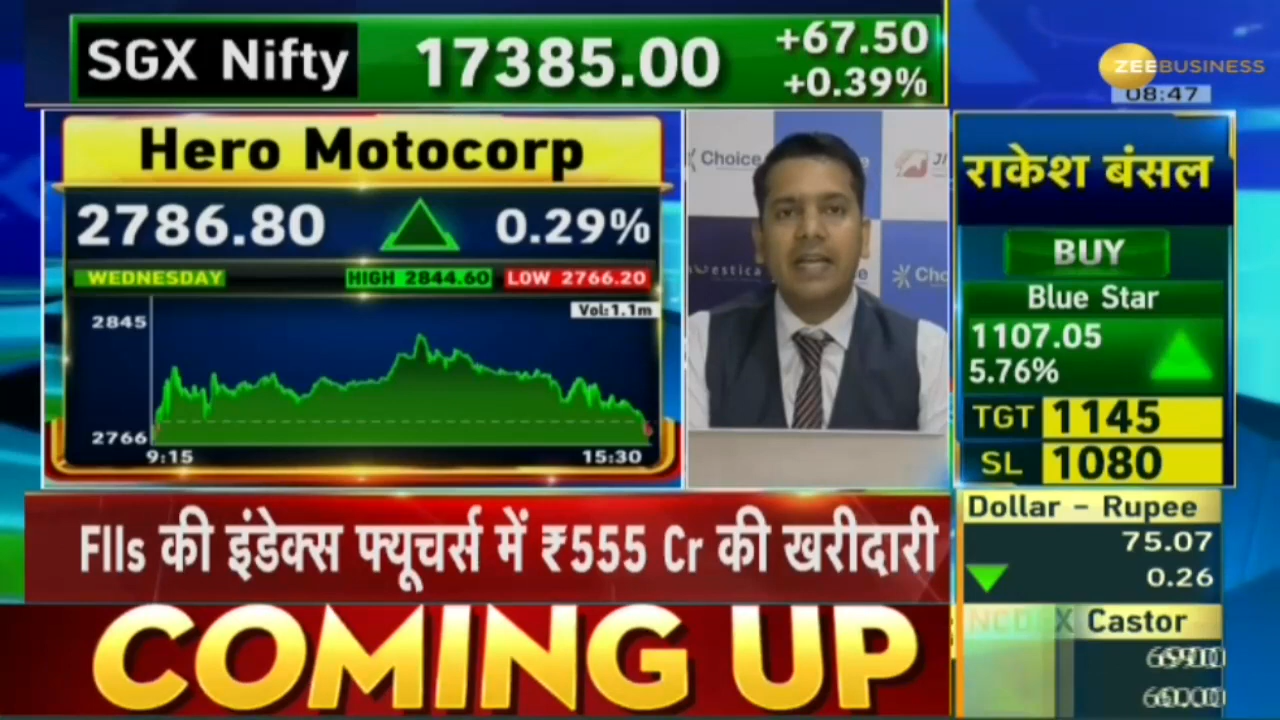 SGX Nifty 17385.00 +67.50
+0.39%
ZEEBUSINESS
08:47
Hero Motocorp
2786.80 0.29%
WEDNESDAY HIGH 2844.60 LOW 2766.20
Vol:1.1m
2845
2766
9:15 15:30
Choice
राकेश बंसल
BUY
Blue Star
1107.05
5.76%
TGT 1145
SL 1080
FIIs की इंडेक्स फ्यूचर्स में ₹555 Cr की खरीदारी
Dollar - Rupee
75.07
0.26
NCDEX Castor
COMING UP